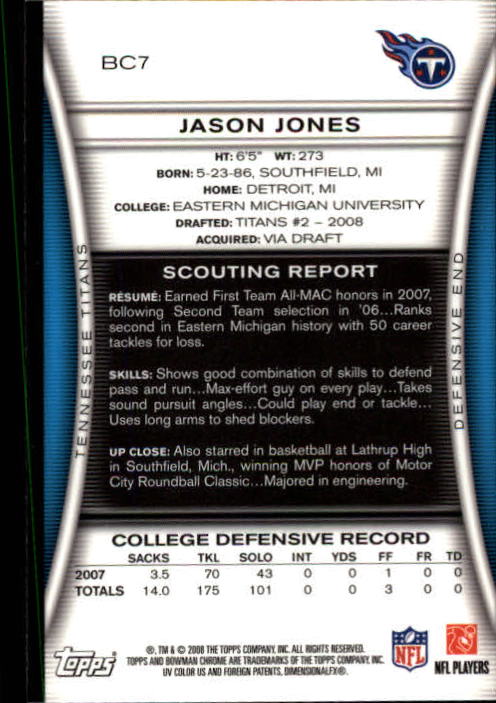 BC7
T
JASON JONES
HT: 6'5" WT: 273
BORN: 5-23-86, SOUTHFIELD, MI
HOME: DETROIT, MI
COLLEGE: EASTERN MICHIGAN UNIVERSITY
DRAFTED: TITANS #2 – 2008
ACQUIRED: VIA DRAFT
TENNESSEE TITANS
DEFENSIVE END
SCOUTING REPORT
RÉSUMÉ: Earned First Team All-MAC honors in 2007,
following Second Team selection in '06...Ranks
second in Eastern Michigan history with 50 career
tackles for loss.
SKILLS: Shows good combination of skills to defend
pass and run...Max-effort guy on every play...Takes
sound pursuit angles...Could play end or tackle...
Uses long arms to shed blockers.
UP CLOSE: Also starred in basketball at Lathrup High
in Southfield, Mich., winning MVP honors of Motor
City Roundball Classic...Majored in engineering.
COLLEGE DEFENSIVE RECORD
SACKS TKL SOLO INT YDS FF FR TD
2007 3.5 70 43 0 0 1 0 0
TOTALS 14.0 175 101 0 0 3 0 0
Topps
®, TM & © 2008 THE TOPPS COMPANY, INC. ALL RIGHTS RESERVED.
TOPPS AND BOWMAN CHROME ARE TRADEMARKS OF THE TOPPS COMPANY, INC.
UV COLOR US AND FOREIGN PATENTS, DIMENSIONALFX®.
NFL
NFL PLAYERS